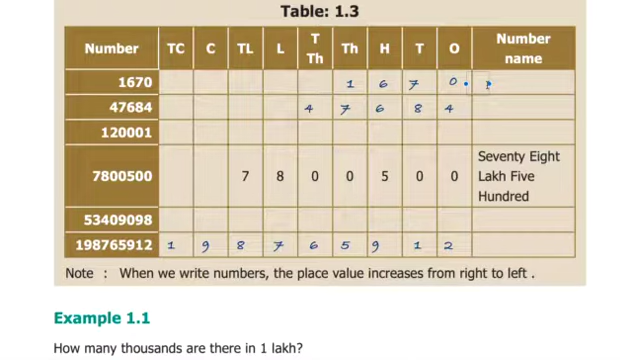 Table: 1.3
Number TC C TL L T Th Th H T O Number name
1670 1 6 7 0
47684 4 7 6 8 4
120001
7800500 7 8 0 0 5 0 0 Seventy Eight Lakh Five Hundred
53409098
198765912 1 9 8 7 6 5 9 1 2
Note : When we write numbers, the place value increases from right to left .
Example 1.1
How many thousands are there in 1 lakh?